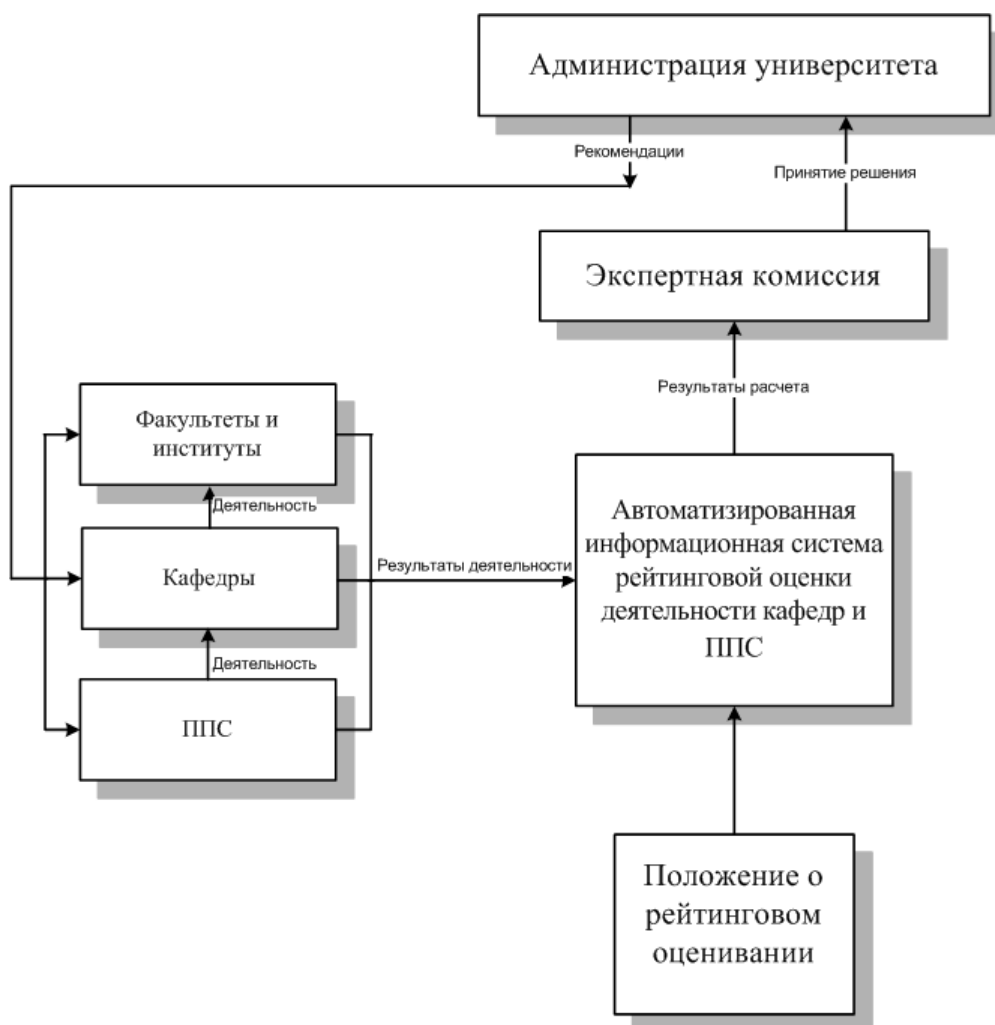 Администрация университета
Рекомендации
Принятие решения
Экспертная комиссия
Результаты расчета
Факультеты и
институты
Деятельность
Кафедры
Результаты деятельности
Автоматизированная
информационная система
рейтинговой оценки
деятельности кафедр и
ППС
Деятельность
ППС
Положение о
рейтинговом
оценивании